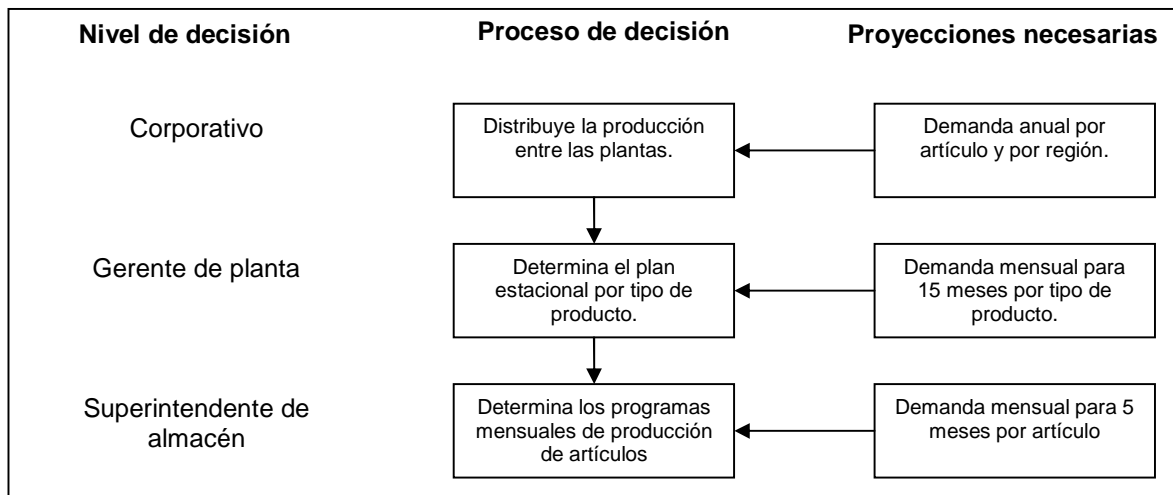 Nivel de decisión
Proceso de decisión
Proyecciones necesarias
Corporativo
Distribuye la producción
entre las plantas.
Demanda anual por
artículo y por región.
Gerente de planta
Determina el plan
estacional por tipo de
producto.
Demanda mensual para
15 meses por tipo de
producto.
Superintendente de
almacén
Determina los programas
mensuales de producción
de artículos
Demanda mensual para 5
meses por artículo